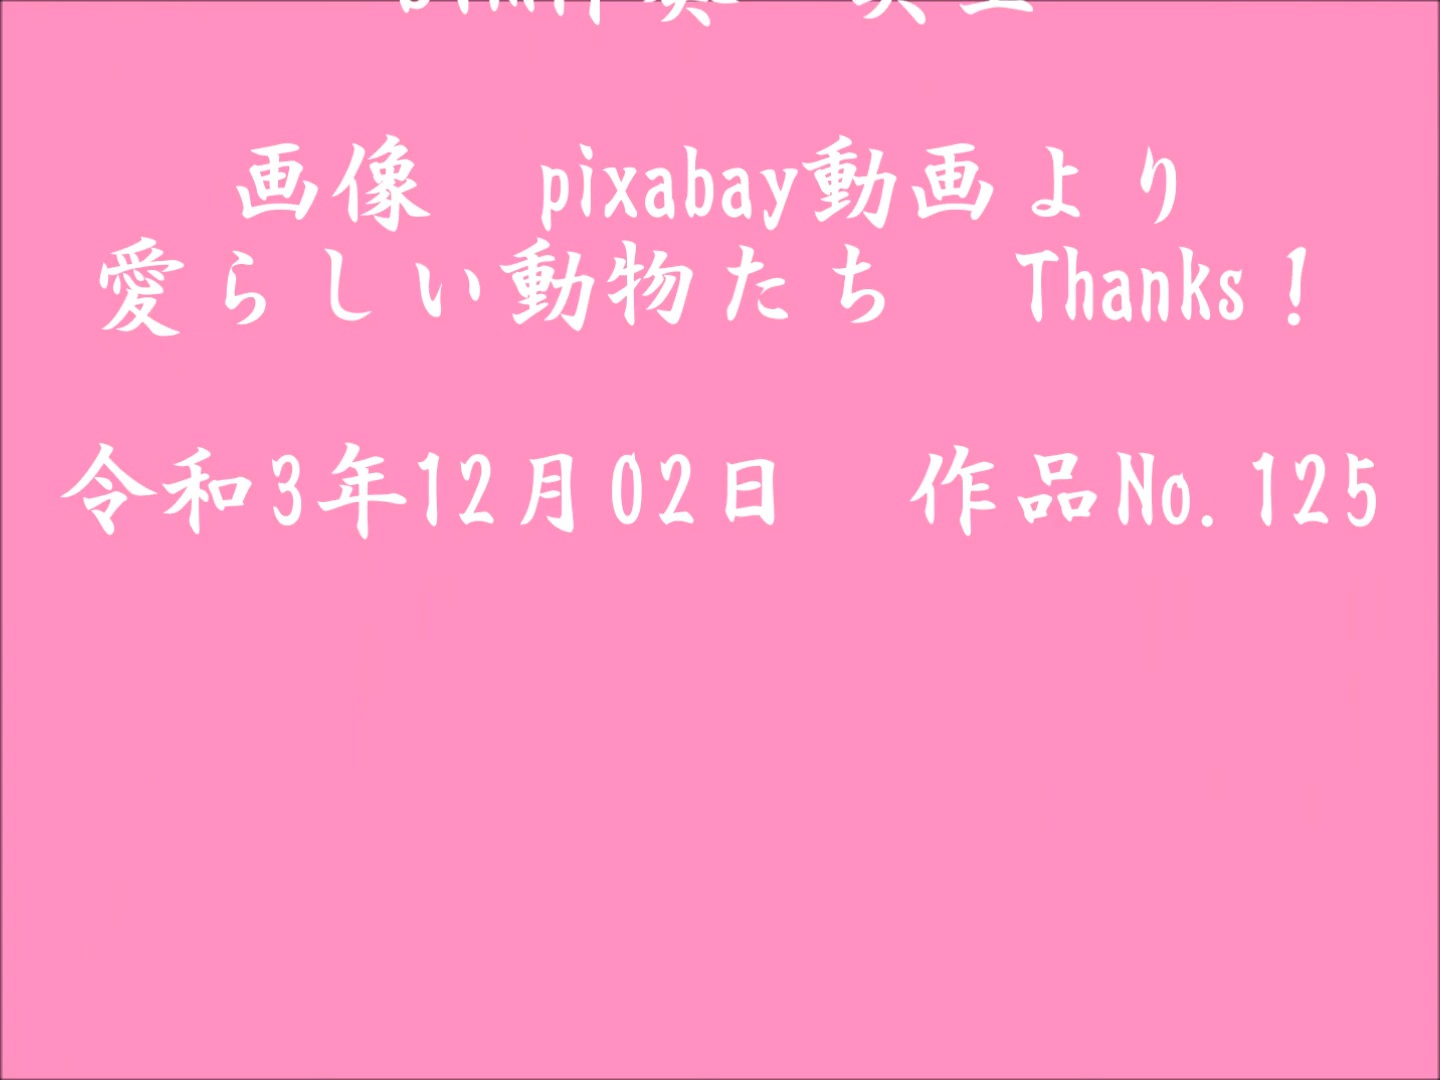 画像　pixabay動画より
愛らしい動物たち　Thanks！
令和3年12月02日　作品No.125